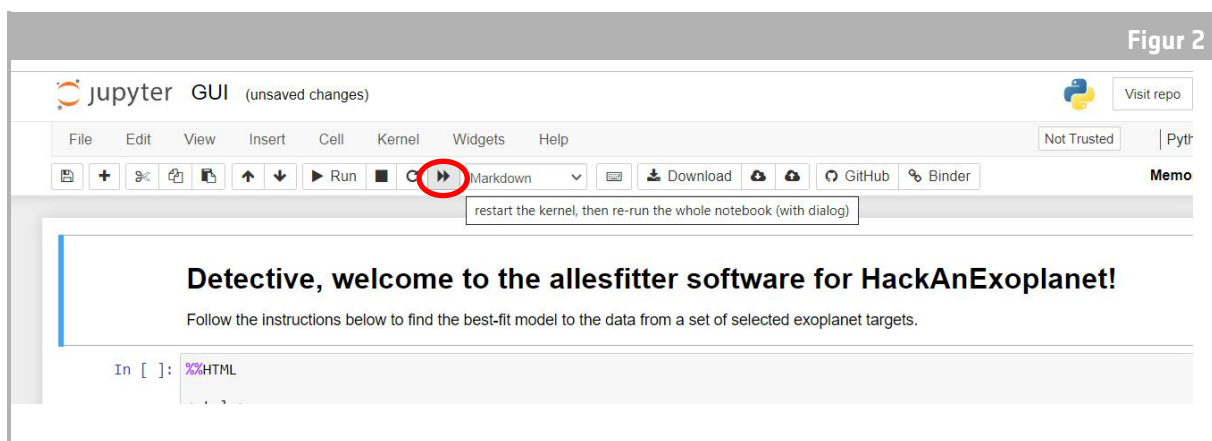 Figur 2
jupyter GUI (unsaved changes) Visit repo
File Edit View Insert Cell Kernel Widgets Help Not Trusted Pyth
Run Markdown Download GitHub Binder Memo
restart the kernel, then re-run the whole notebook (with dialog)
Detective, welcome to the allesfitter software for HackAnExoplanet!
Follow the instructions below to find the best-fit model to the data from a set of selected exoplanet targets.
In [ ]: %%HTML